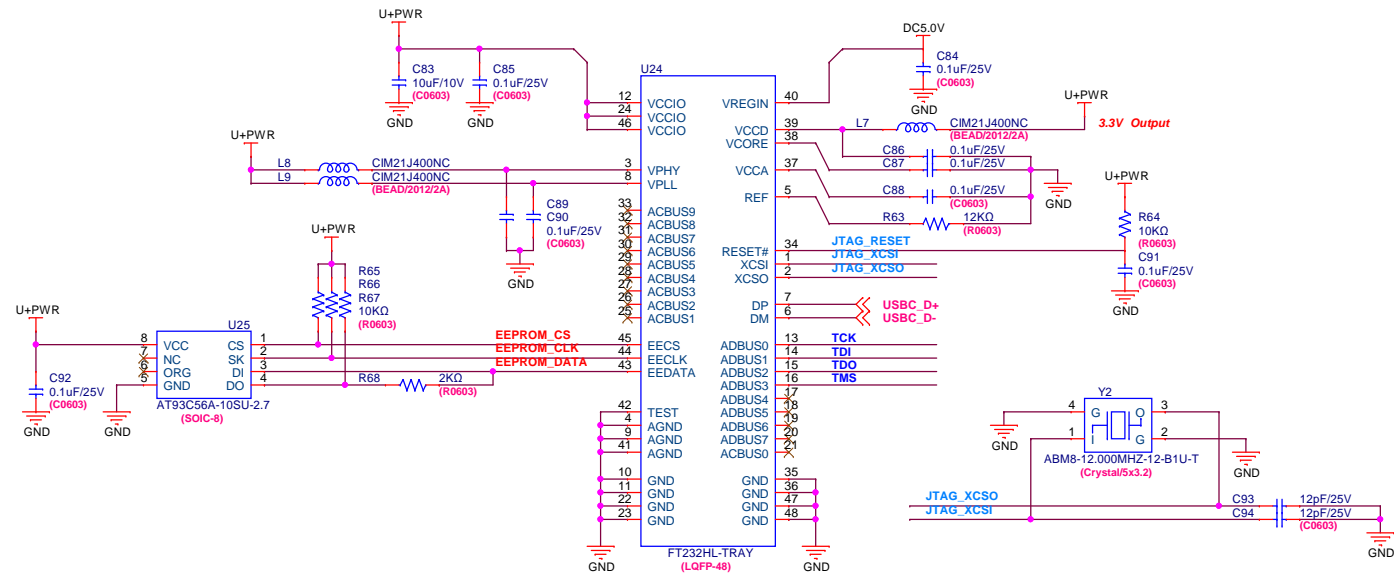 U+PWR
C83
10uF/10V
(C0603)
GND
C85
0.1uF/25V
(C0603)
GND
U24
DC5.0V
C84
0.1uF/25V
(C0603)
GND
12 VCCIO
24 VCCIO
46 VCCIO
VREGIN 40
VCCD 39
VCORE 38
VCCA 37
REF 5
L7 CIM21J400NC
(BEAD/2012/2A)
U+PWR
3.3V Output
C86 0.1uF/25V
C87 0.1uF/25V
GND
C88 0.1uF/25V
(C0603)
R63 12KΩ
(R0603)
U+PWR
L8 CIM21J400NC
L9 CIM21J400NC
(BEAD/2012/2A)
3 VPHY
8 VPLL
C89
C90
0.1uF/25V
(C0603)
GND
33 ACBUS9
32 ACBUS8
31 ACBUS7
30 ACBUS6
29 ACBUS5
28 ACBUS4
27 ACBUS3
26 ACBUS2
25 ACBUS1
U+PWR
R64
10KΩ
(R0603)
C91
0.1uF/25V
(C0603)
GND
RESET# 34 JTAG_RESET
XCSI 1 JTAG_XCSI
XCSO 2 JTAG_XCSO
DP 7 USBC_D+
DM 6 USBC_D-
U+PWR
R65
R66
R67
10KΩ
(R0603)
U+PWR
C92
0.1uF/25V
(C0603)
GND
GND
U25
8 VCC CS 1
7 NC SK 2
6 ORG DI 3
5 GND DO 4
AT93C56A-10SU-2.7
(SOIC-8)
EEPROM_CS 45 EECS
EEPROM_CLK 44 EECLK
EEPROM_DATA 43 EEDATA
R68 2KΩ
(R0603)
ADBUS0 13 TCK
ADBUS1 14 TDI
ADBUS2 15 TDO
ADBUS3 16 TMS
ADBUS4 17
ADBUS5 18
ADBUS6 19
ADBUS7 20
ACBUS0 21
42 TEST
4 AGND
9 AGND
41 AGND
10 GND
11 GND
22 GND
23 GND
GND 35
GND 36
GND 47
GND 48
GND
GND
FT232HL-TRAY
(LQFP-48)
Y2
4 G O 3
1 I G 2
GND
GND
ABM8-12.000MHZ-12-B1U-T
(Crystal/5x3.2)
JTAG_XCSO C93 12pF/25V
JTAG_XCSI C94 12pF/25V
(C0603)
GND